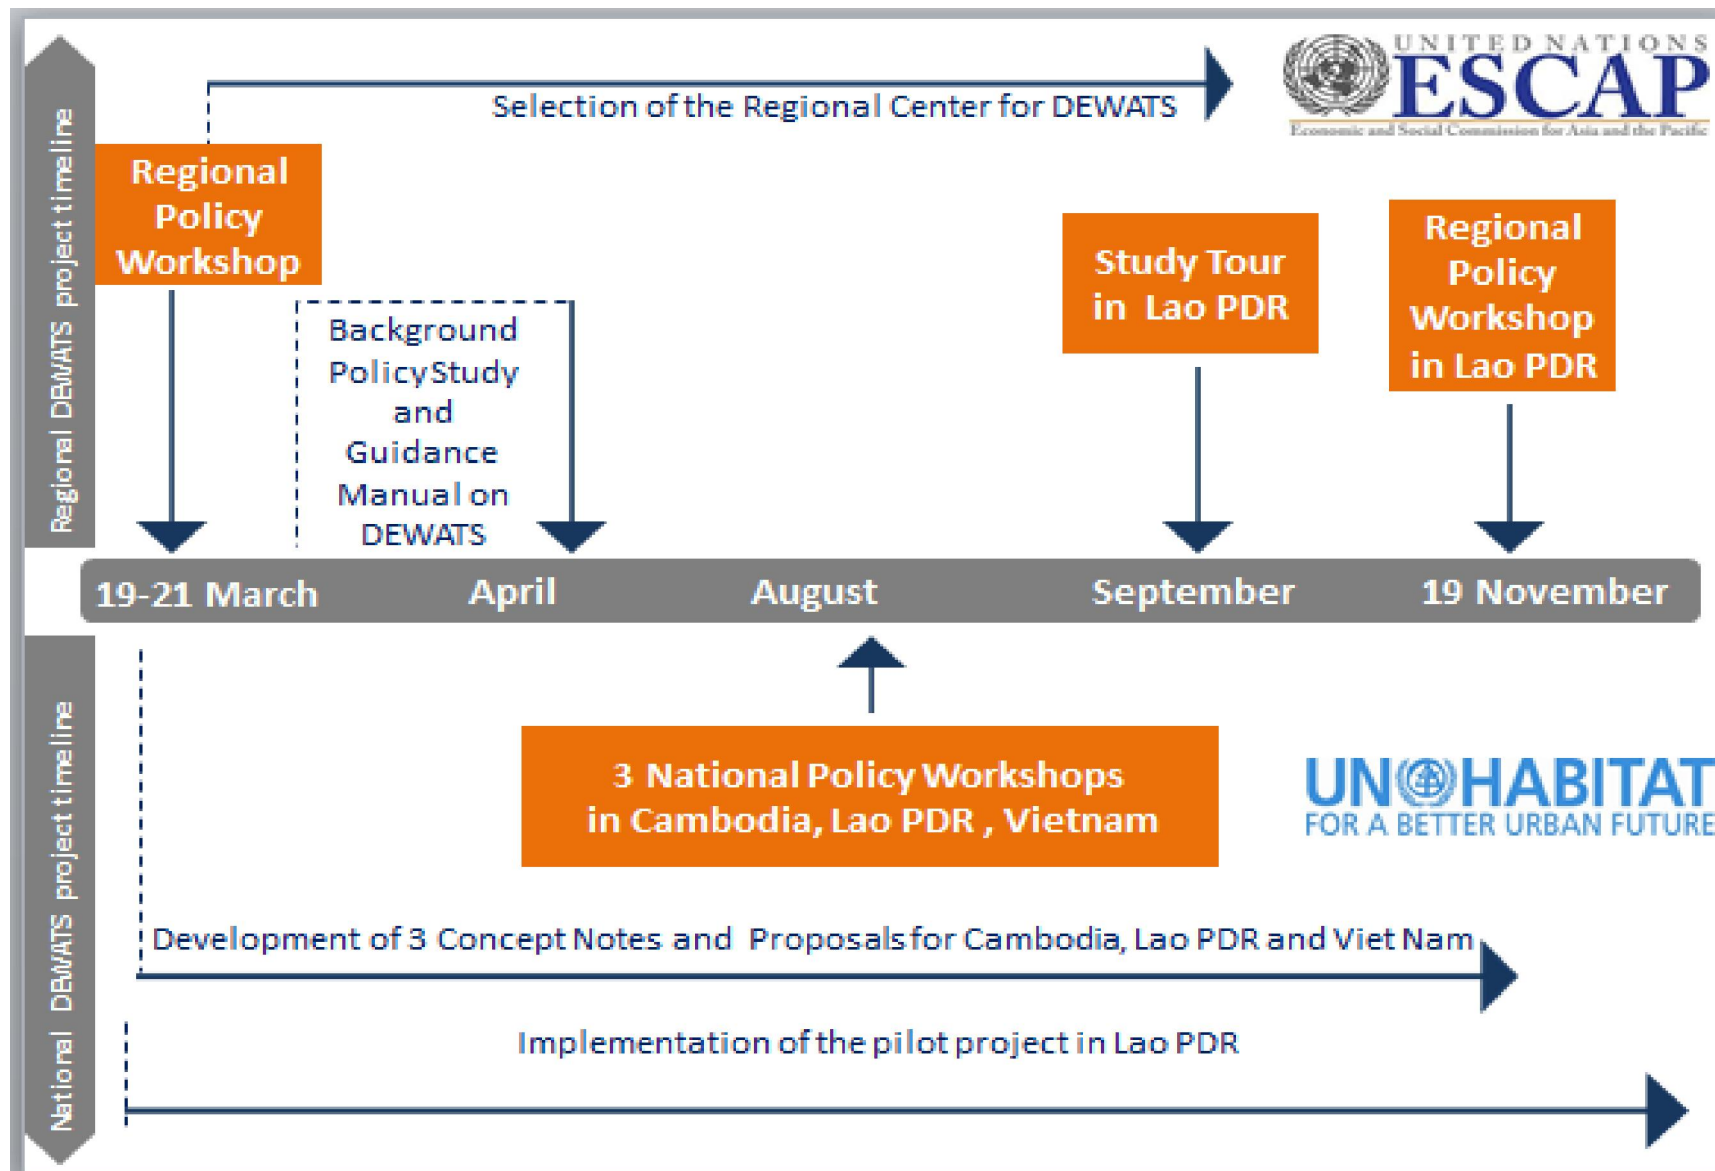 UNITED NATIONS
ESCAP
Economic and Social Commission for Asia and the Pacific
Selection of the Regional Center for DEWATS
Regional DEWATS project timeline
Regional
Policy
Workshop
Background
Policy Study
and
Guidance
Manual on
DEWATS
Study Tour
in Lao PDR
Regional
Policy
Workshop
in Lao PDR
19-21 March
April
August
September
19 November
National DEWATS project timeline
3 National Policy Workshops
in Cambodia, Lao PDR , Vietnam
UN HABITAT
FOR A BETTER URBAN FUTURE
Development of 3 Concept Notes and Proposals for Cambodia, Lao PDR and Viet Nam
Implementation of the pilot project in Lao PDR